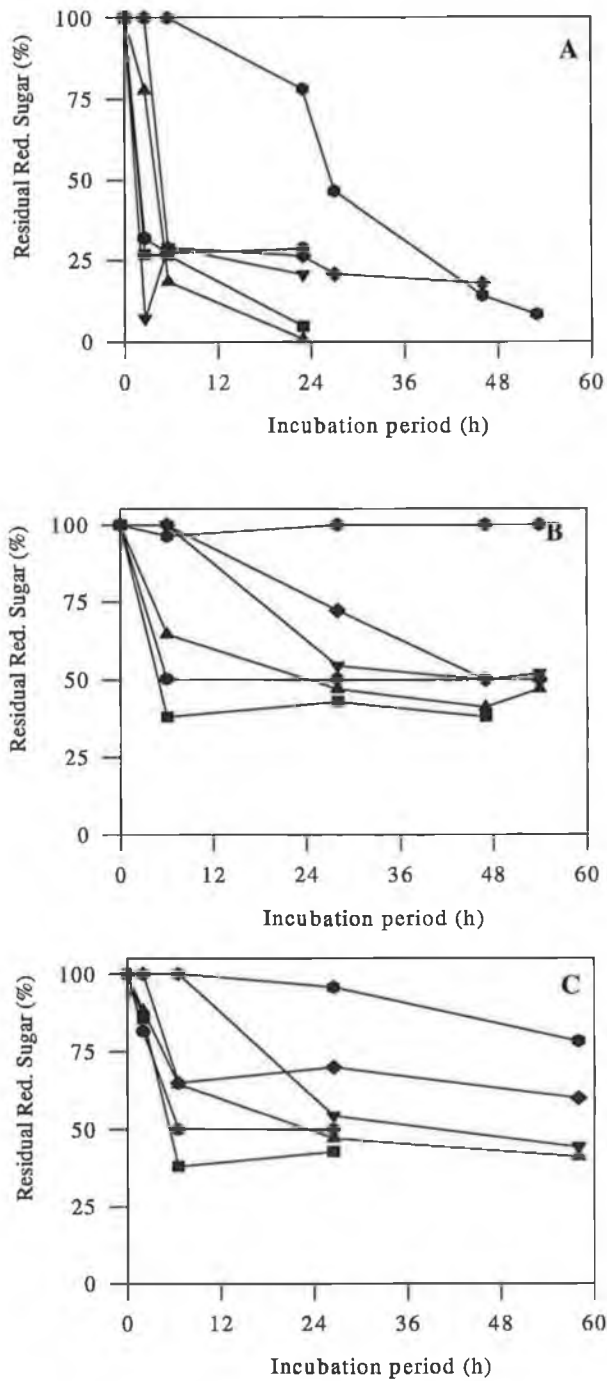 A
Residual Red. Sugar (%)
100
75
50
25
0
0 12 24 36 48 60
Incubation period (h)
B
Residual Red. Sugar (%)
100
75
50
25
0
0 12 24 36 48 60
Incubation period (h)
C
Residual Red. Sugar (%)
100
75
50
25
0
0 12 24 36 48 60
Incubation period (h)